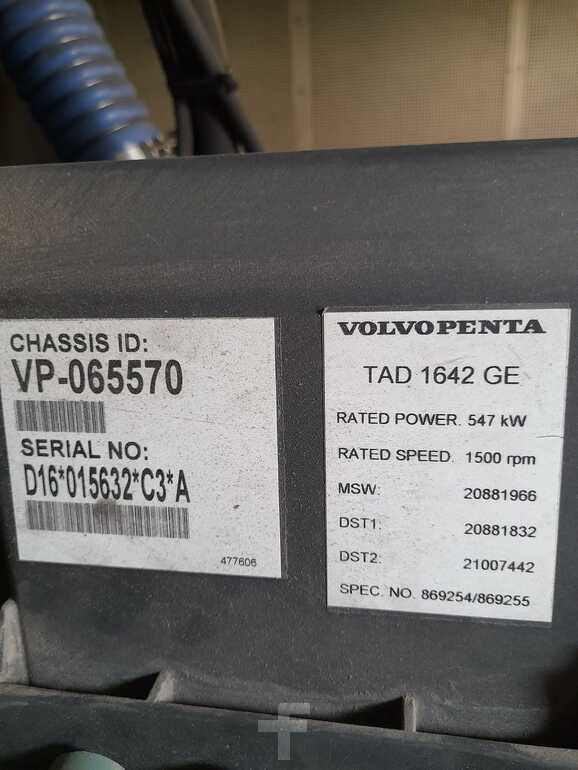 CHASSIS ID:
VP-065570
SERIAL NO:
D16*015632*C3*A
477606
VOLVO PENTA
TAD 1642 GE
RATED POWER. 547 kW
RATED SPEED. 1500 rpm
MSW: 20881966
DST1: 20881832
DST2: 21007442
SPEC. NO. 869254/869255